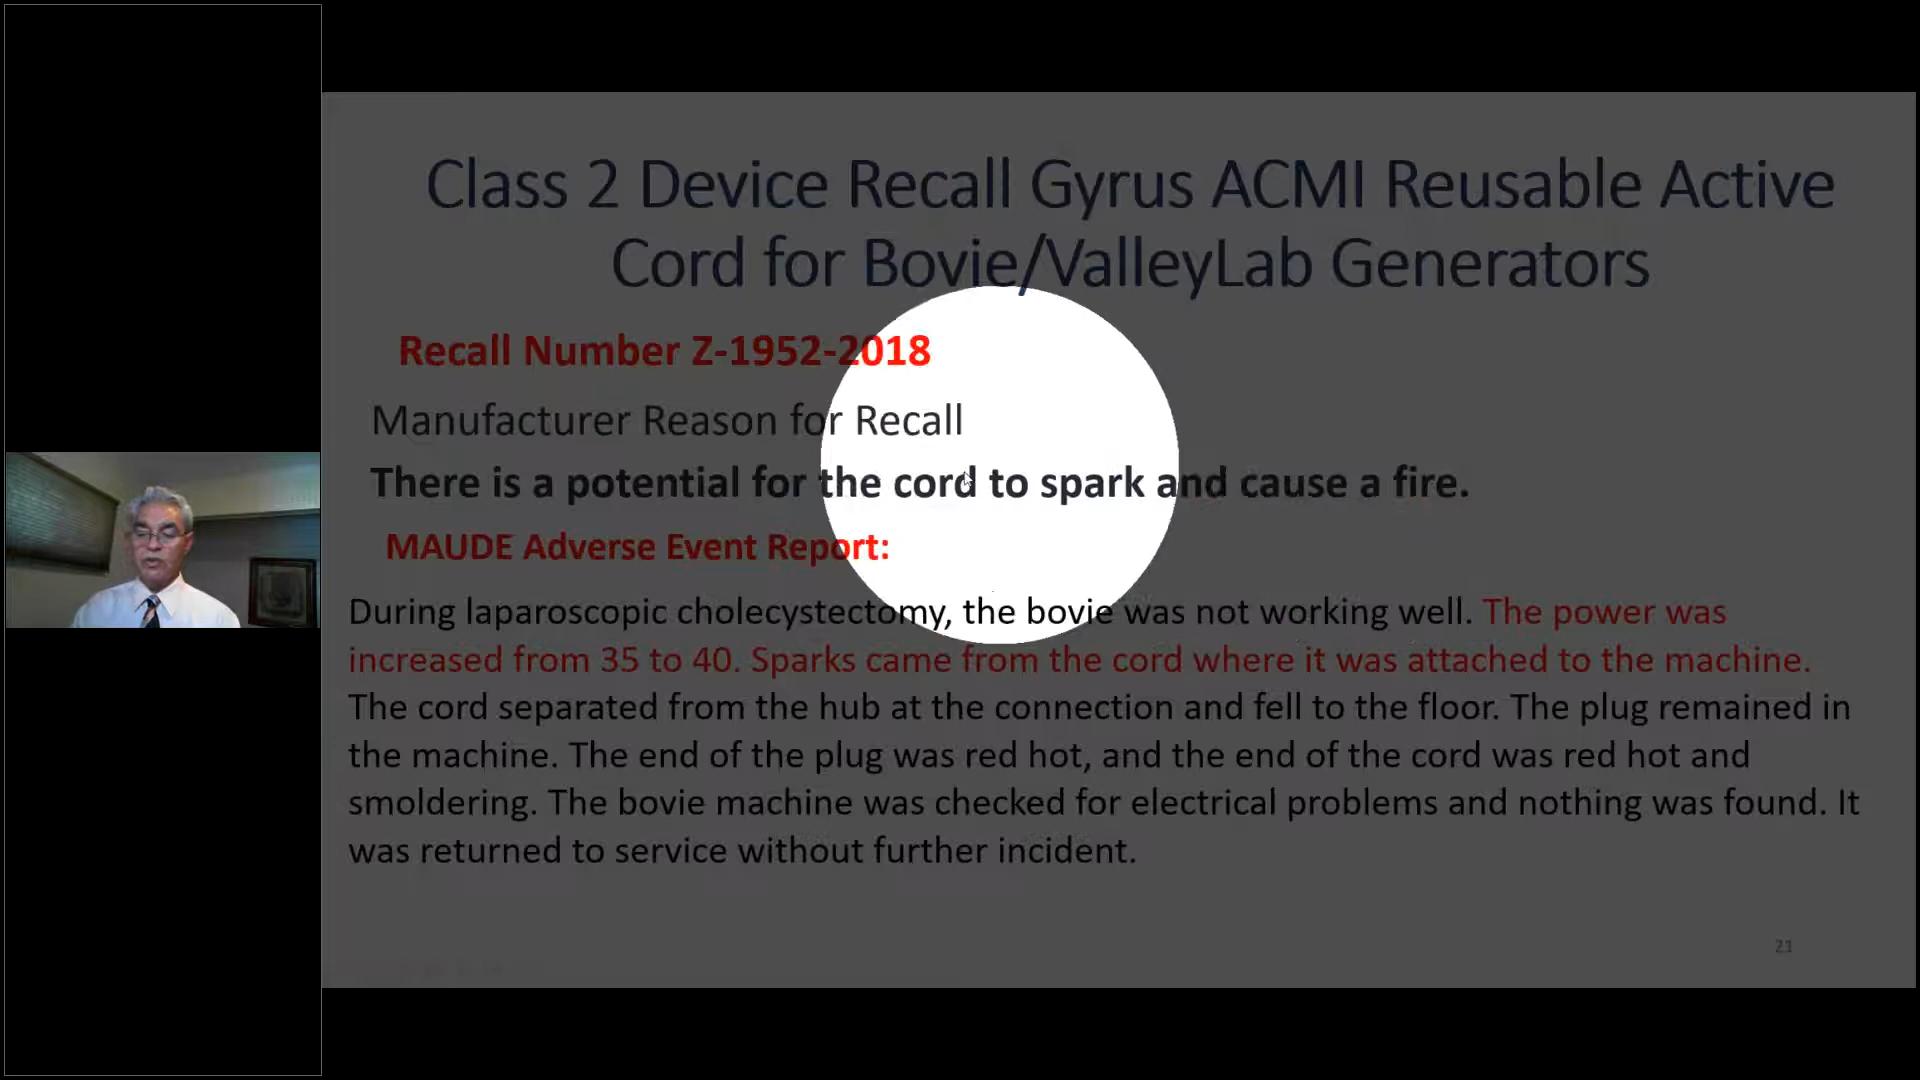 Class 2 Device Recall Gyrus ACMI Reusable Active
Cord for Bovie/ValleyLab Generators
Recall Number Z-1952-2018
Manufacturer Reason for Recall
There is a potential for the cord to spark and cause a fire.
MAUDE Adverse Event Report:
During laparoscopic cholecystectomy, the bovie was not working well. The power was
increased from 35 to 40. Sparks came from the cord where it was attached to the machine.
The cord separated from the hub at the connection and fell to the floor. The plug remained in
the machine. The end of the plug was red hot, and the end of the cord was red hot and
smoldering. The bovie machine was checked for electrical problems and nothing was found. It
was returned to service without further incident.
21